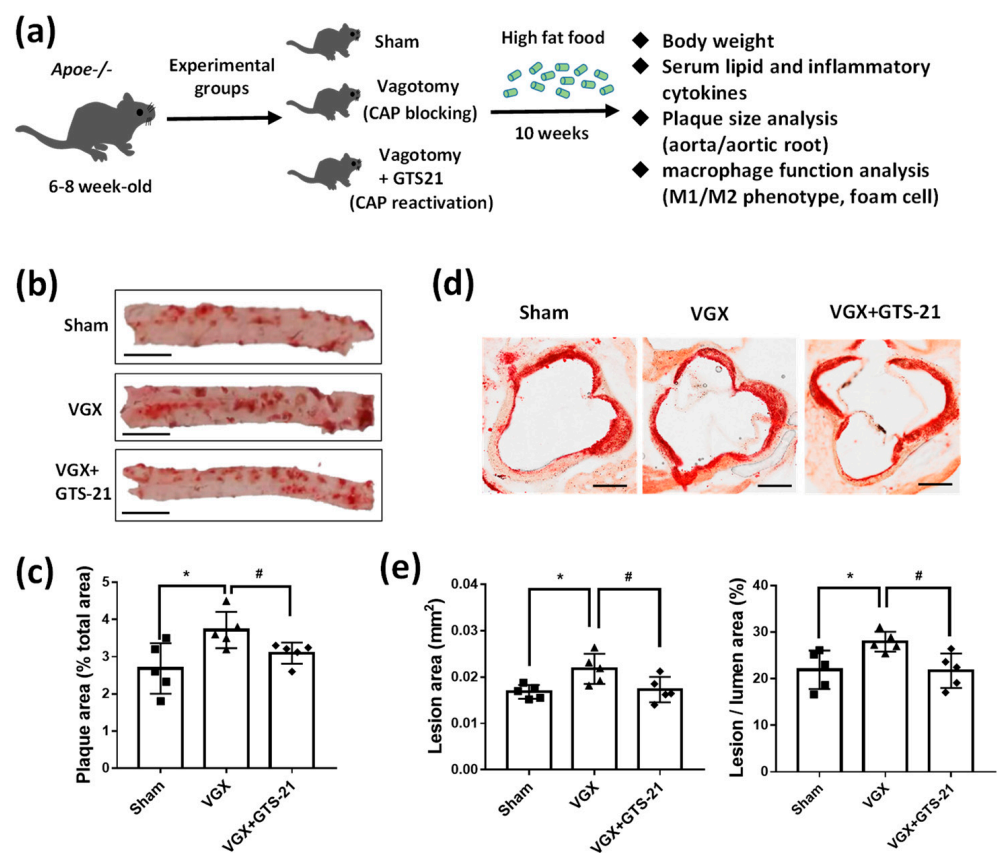 (a)
Apoe-/-
6-8 week-old
Experimental
groups
Sham
Vagotomy
(CAP blocking)
Vagotomy
+ GTS21
(CAP reactivation)
High fat food
10 weeks
◆ Body weight
◆ Serum lipid and inflammatory
cytokines
◆ Plaque size analysis
(aorta/aortic root)
◆ macrophage function analysis
(M1/M2 phenotype, foam cell)
(b)
Sham
VGX
VGX+
GTS-21
(d)
Sham
VGX
VGX+GTS-21
(c)
Plaque area (% total area)
5
4
3
2
1
0
*
#
Sham
VGX
VGX+GTS-21
(e)
Lesion area (mm²)
0.04
0.03
0.02
0.01
0.00
*
#
Sham
VGX
VGX+GTS-21
Lesion / lumen area (%)
40
30
20
10
0
*
#
Sham
VGX
VGX+GTS-21